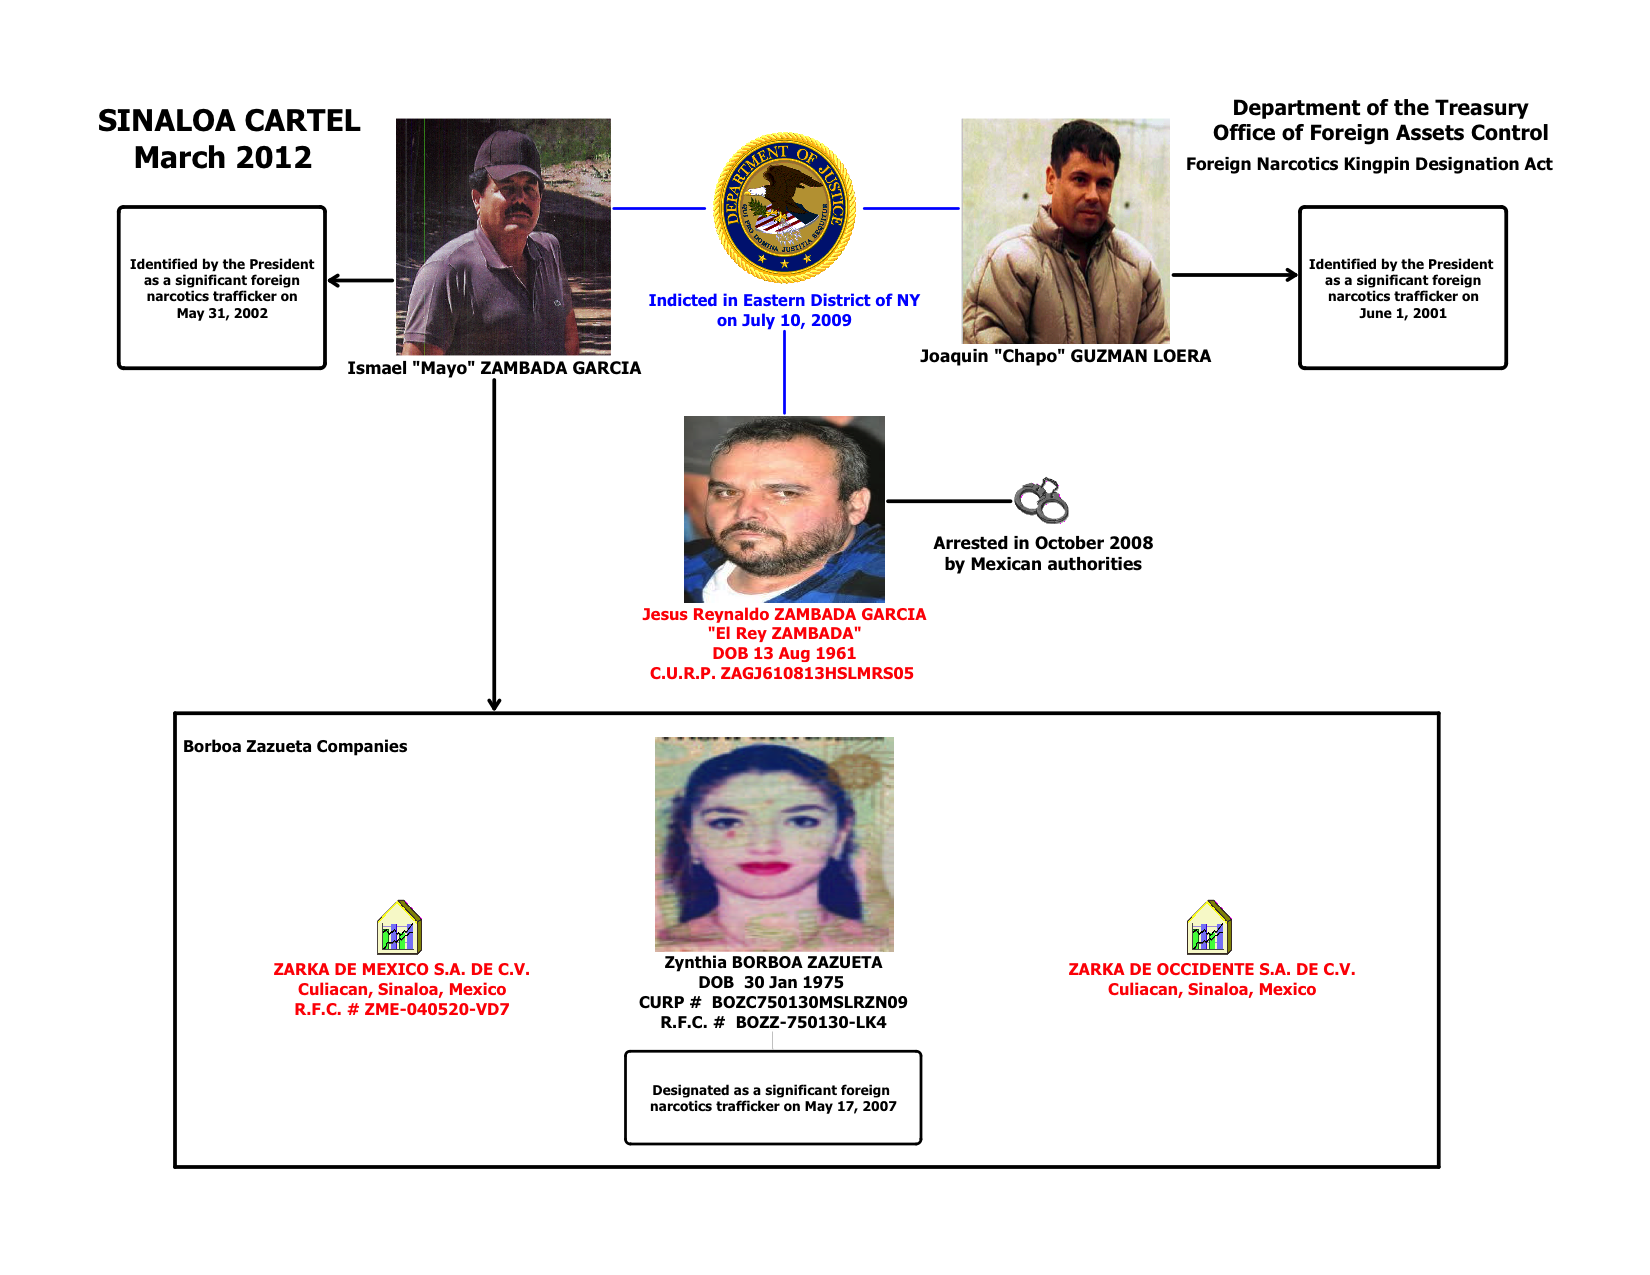 SINALOA CARTEL
March 2012
Department of the Treasury
Office of Foreign Assets Control
Foreign Narcotics Kingpin Designation Act
Identified by the President
as a significant foreign
narcotics trafficker on
May 31, 2002
DEPARTMENT OF JUSTICE
QUI PRO DOMINA JUSTITIA SEQUITUR
Indicted in Eastern District of NY
on July 10, 2009
Identified by the President
as a significant foreign
narcotics trafficker on
June 1, 2001
Ismael "Mayo" ZAMBADA GARCIA
Joaquin "Chapo" GUZMAN LOERA
Arrested in October 2008
by Mexican authorities
Jesus Reynaldo ZAMBADA GARCIA
"El Rey ZAMBADA"
DOB 13 Aug 1961
C.U.R.P. ZAGJ610813HSLMRS05
Borboa Zazueta Companies
ZARKA DE MEXICO S.A. DE C.V.
Culiacan, Sinaloa, Mexico
R.F.C. # ZME-040520-VD7
Zynthia BORBOA ZAZUETA
DOB  30 Jan 1975
CURP #  BOZC750130MSLRZN09
R.F.C. #  BOZZ-750130-LK4
ZARKA DE OCCIDENTE S.A. DE C.V.
Culiacan, Sinaloa, Mexico
Designated as a significant foreign
narcotics trafficker on May 17, 2007